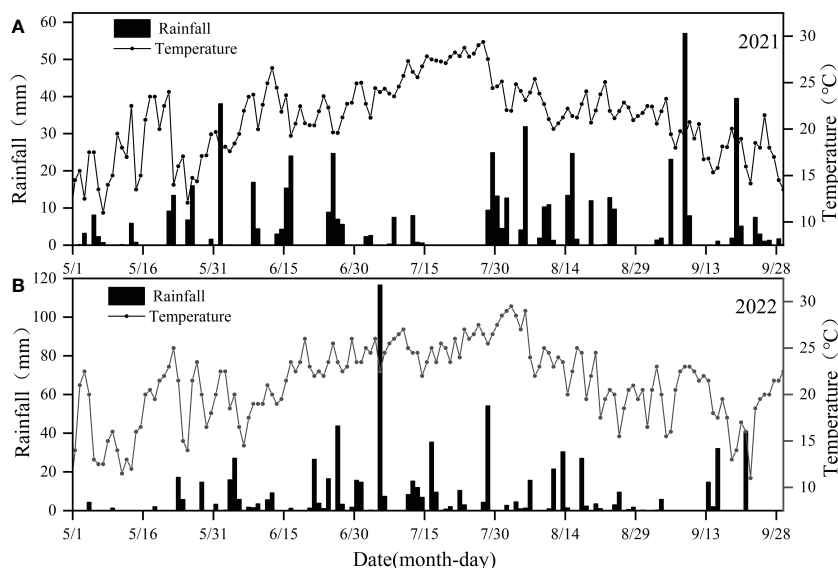 A
Rainfall
Temperature
2021
Rainfall（mm）
60
50
40
30
20
10
0
30
25
20
15
10
Temperature（℃）
5/1 5/16 5/31 6/15 6/30 7/15 7/30 8/14 8/29 9/13 9/28
B
Rainfall
Temperature
2022
Rainfall（mm）
120
100
80
60
40
20
0
30
25
20
15
10
Temperature（℃）
5/1 5/16 5/31 6/15 6/30 7/15 7/30 8/14 8/29 9/13 9/28
Date(month-day)